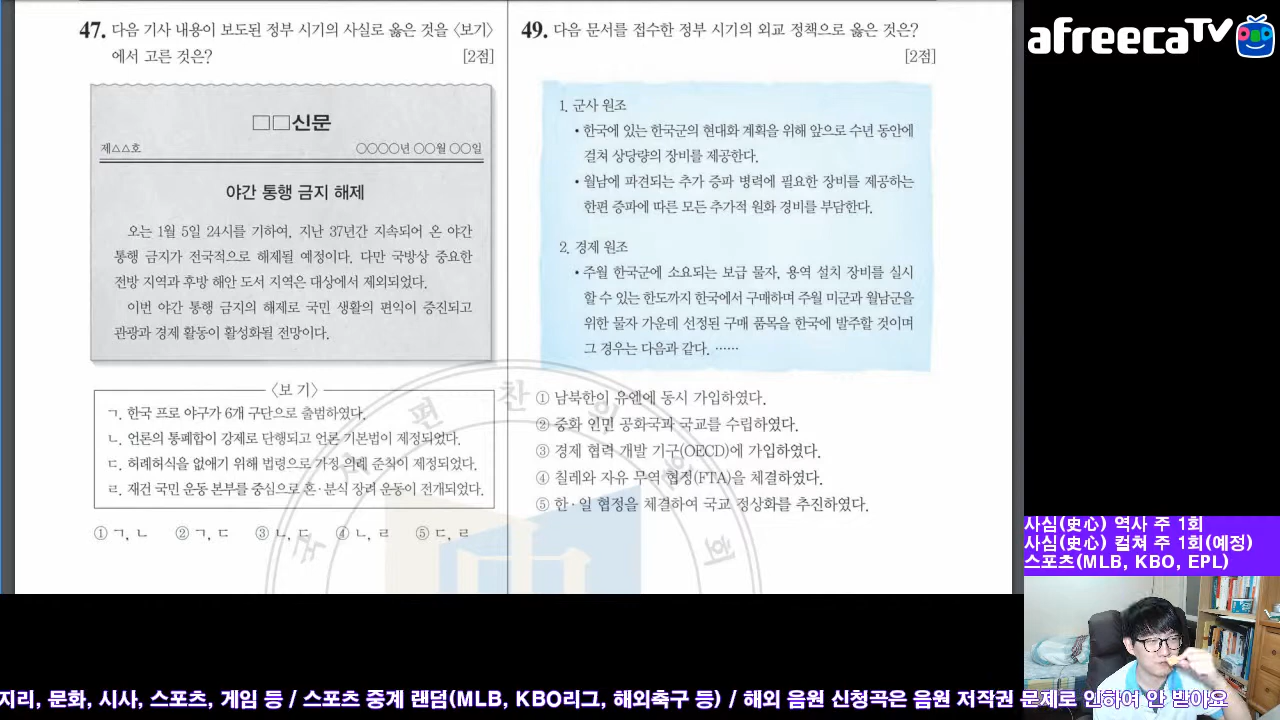 47. 다음 기사 내용이 보도된 정부 시기의 사실로 옳은 것을 〈보기〉
에서 고른 것은? [2점]
□□신문
제△△호 ○○○○년 ○○월 ○○일
야간 통행 금지 해제
오는 1월 5일 24시를 기하여, 지난 37년간 지속되어 온 야간
통행 금지가 전국적으로 해제될 예정이다. 다만 국방상 중요한
전방 지역과 후방 해안 도서 지역은 대상에서 제외되었다.
이번 야간 통행 금지의 해제로 국민 생활의 편익이 증진되고
관광과 경제 활동이 활성화될 전망이다.
〈보 기〉
ㄱ. 한국 프로 야구가 6개 구단으로 출범하였다.
ㄴ. 언론의 통폐합이 강제로 단행되고 언론 기본법이 제정되었다.
ㄷ. 허례허식을 없애기 위해 법령으로 가정 의례 준칙이 제정되었다.
ㄹ. 재건 국민 운동 본부를 중심으로 혼·분식 장려 운동이 전개되었다.
① ㄱ, ㄴ ② ㄱ, ㄷ ③ ㄴ, ㄷ ④ ㄴ, ㄹ ⑤ ㄷ, ㄹ
49. 다음 문서를 접수한 정부 시기의 외교 정책으로 옳은 것은?
[2점]
1. 군사 원조
• 한국에 있는 한국군의 현대화 계획을 위해 앞으로 수년 동안에
걸쳐 상당량의 장비를 제공한다.
• 월남에 파견되는 추가 증파 병력에 필요한 장비를 제공하는
한편 증파에 따른 모든 추가적 원화 경비를 부담한다.
2. 경제 원조
• 주월 한국군에 소요되는 보급 물자, 용역 설치 장비를 실시
할 수 있는 한도까지 한국에서 구매하며 주월 미군과 월남군을
위한 물자 가운데 선정된 구매 품목을 한국에 발주할 것이며
그 경우는 다음과 같다. ……
① 남북한이 유엔에 동시 가입하였다.
② 중화 인민 공화국과 국교를 수립하였다.
③ 경제 협력 개발 기구(OECD)에 가입하였다.
④ 칠레와 자유 무역 협정(FTA)을 체결하였다.
⑤ 한·일 협정을 체결하여 국교 정상화를 추진하였다.
국사편찬위원회
afreecaTV
사심(史心) 역사 주 1회
사심(史心) 컬쳐 주 1회(예정)
스포츠(MLB, KBO, EPL)
지리, 문화, 시사, 스포츠, 게임 등 / 스포츠 중계 랜덤(MLB, KBO리그, 해외축구 등) / 해외 음원 신청곡은 음원 저작권 문제로 인하여 안 받아요